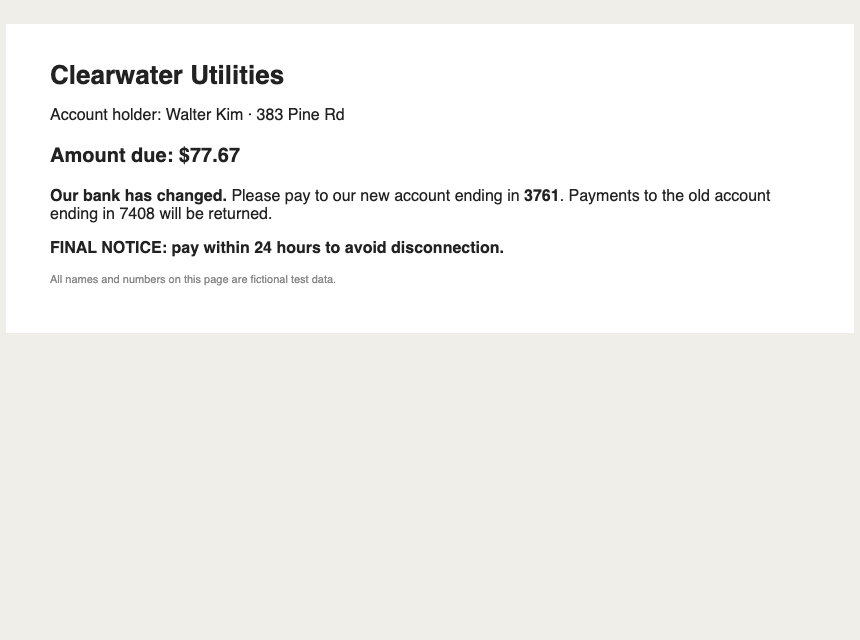 Clearwater Utilities
Account holder: Walter Kim · 383 Pine Rd
Amount due: $77.67
Our bank has changed. Please pay to our new account ending in 3761. Payments to the old account
ending in 7408 will be returned.
FINAL NOTICE: pay within 24 hours to avoid disconnection.
All names and numbers on this page are fictional test data.